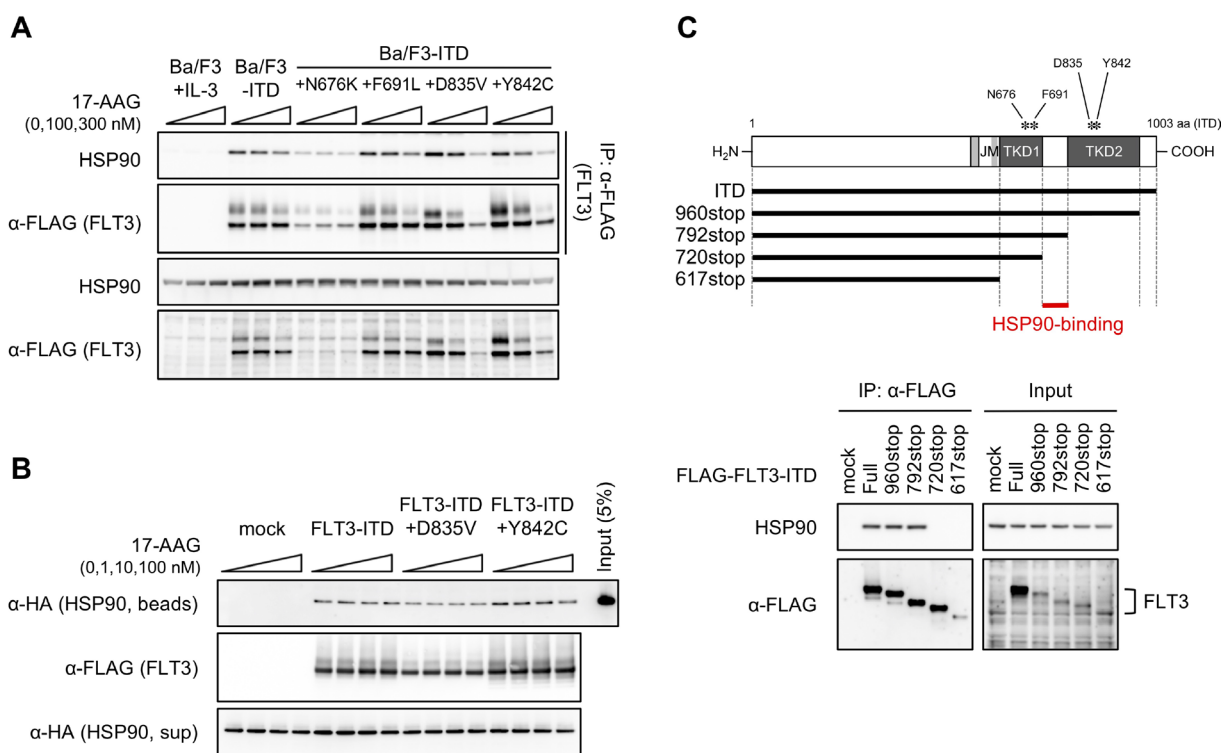 A
Ba/F3-ITD
Ba/F3 +IL-3
Ba/F3 -ITD
+N676K +F691L +D835V +Y842C
17-AAG
(0,100,300 nM)
HSP90
α-FLAG (FLT3)
IP: α-FLAG
(FLT3)
HSP90
α-FLAG (FLT3)
B
mock
FLT3-ITD
FLT3-ITD +D835V
FLT3-ITD +Y842C
Input (5%)
17-AAG
(0,1,10,100 nM)
α-HA (HSP90, beads)
α-FLAG (FLT3)
α-HA (HSP90, sup)
C
D835 Y842
N676 F691
1
** **
1003 aa (ITD)
H₂N JM TKD1 TKD2 COOH
ITD
960stop
792stop
720stop
617stop
HSP90-binding
IP: α-FLAG Input
FLAG-FLT3-ITD
mock Full 960stop 792stop 720stop 617stop
mock Full 960stop 792stop 720stop 617stop
HSP90
α-FLAG
FLT3